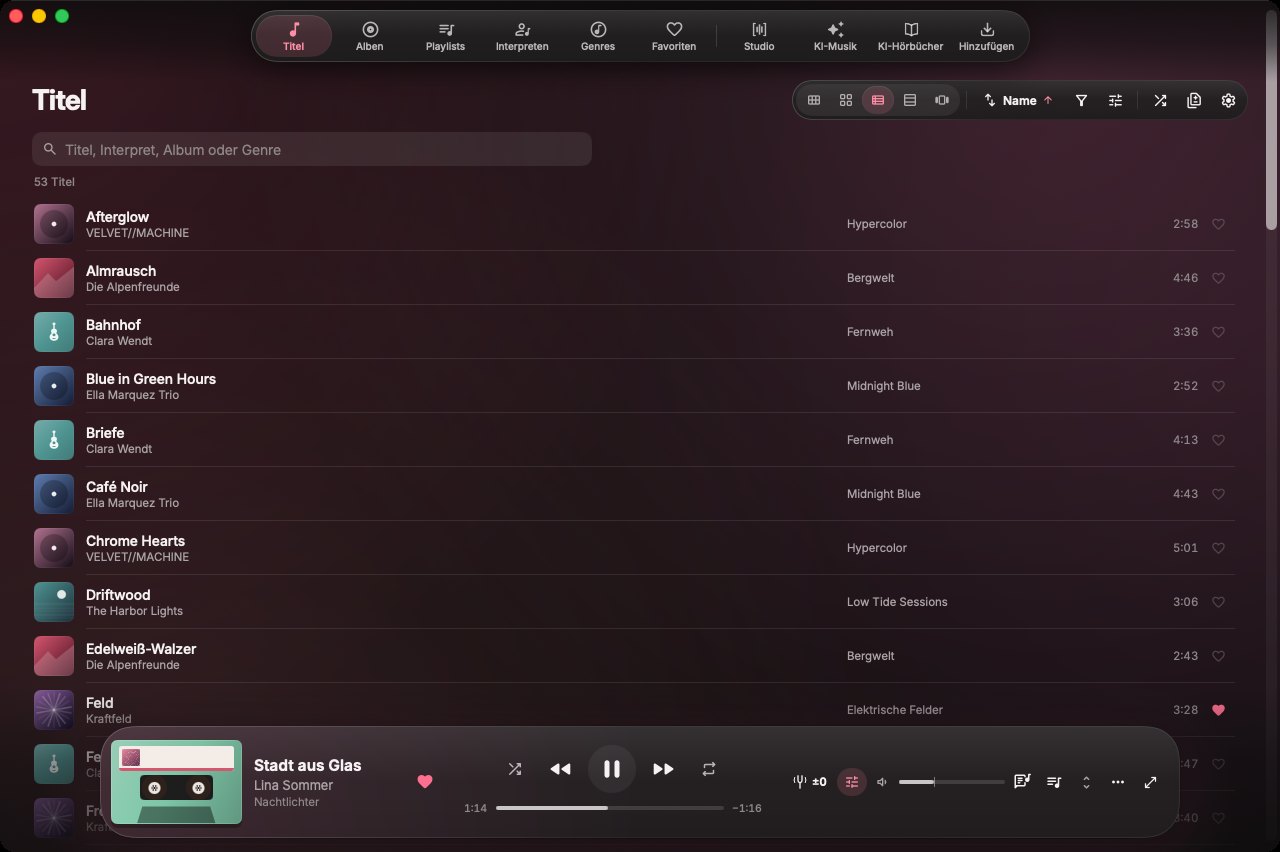 Titel
Alben
Playlists
Interpreten
Genres
Favoriten
Studio
KI-Musik
KI-Hörbücher
Hinzufügen
Titel
Name
Titel, Interpret, Album oder Genre
53 Titel
Afterglow
VELVET//MACHINE
Hypercolor
2:58
Almrausch
Die Alpenfreunde
Bergwelt
4:46
Bahnhof
Clara Wendt
Fernweh
3:36
Blue in Green Hours
Ella Marquez Trio
Midnight Blue
2:52
Briefe
Clara Wendt
Fernweh
4:13
Café Noir
Ella Marquez Trio
Midnight Blue
4:43
Chrome Hearts
VELVET//MACHINE
Hypercolor
5:01
Driftwood
The Harbor Lights
Low Tide Sessions
3:06
Edelweiß-Walzer
Die Alpenfreunde
Bergwelt
2:43
Feld
Kraftfeld
Elektrische Felder
3:28
Stadt aus Glas
Lina Sommer
Nachtlichter
1:14
−1:16
±0